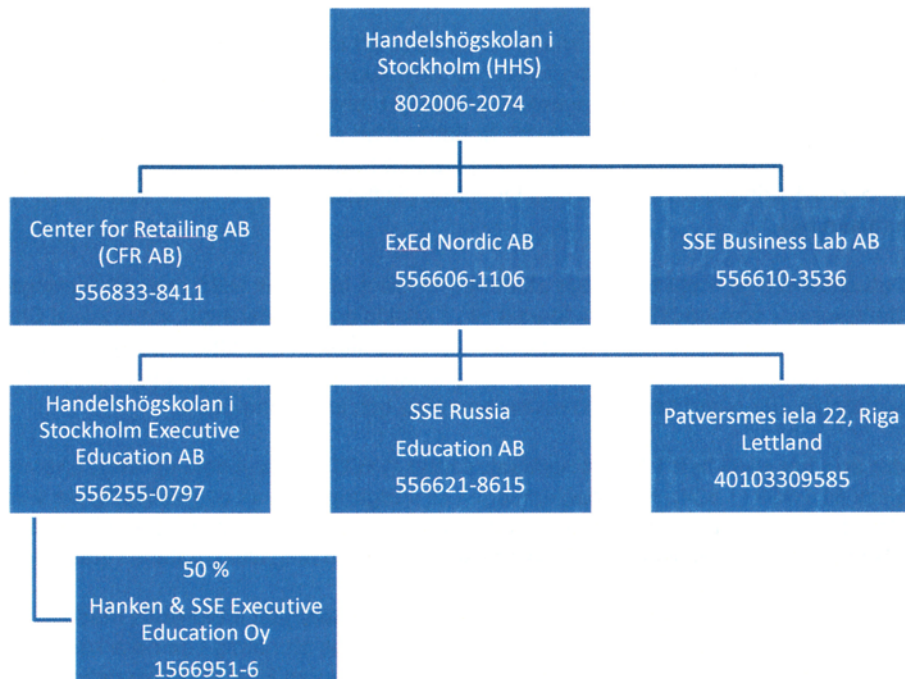 Handelshögskolan i
Stockholm (HHS)
802006-2074
Center for Retailing AB
(CFR AB)
556833-8411
ExEd Nordic AB
556606-1106
SSE Business Lab AB
556610-3536
Handelshögskolan i
Stockholm Executive
Education AB
556255-0797
SSE Russia
Education AB
556621-8615
Patversmes iela 22, Riga
Lettland
40103309585
50 %
Hanken & SSE Executive
Education Oy
1566951-6